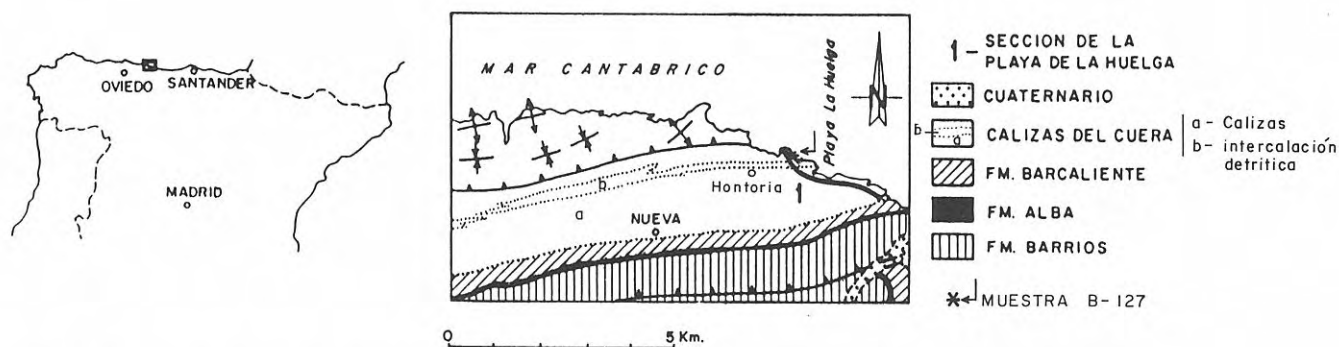 OVIEDO
SANTANDER
MADRID
MAR CANTABRICO
Playa La Huelga
b
Hontoria
1
a
NUEVA
0 5 Km.
1 - SECCION DE LA
PLAYA DE LA HUELGA
CUATERNARIO
b
a
CALIZAS DEL CUERA
a - Calizas
b - intercalación
detrítica
FM. BARCALIENTE
FM. ALBA
FM. BARRIOS
MUESTRA B-127